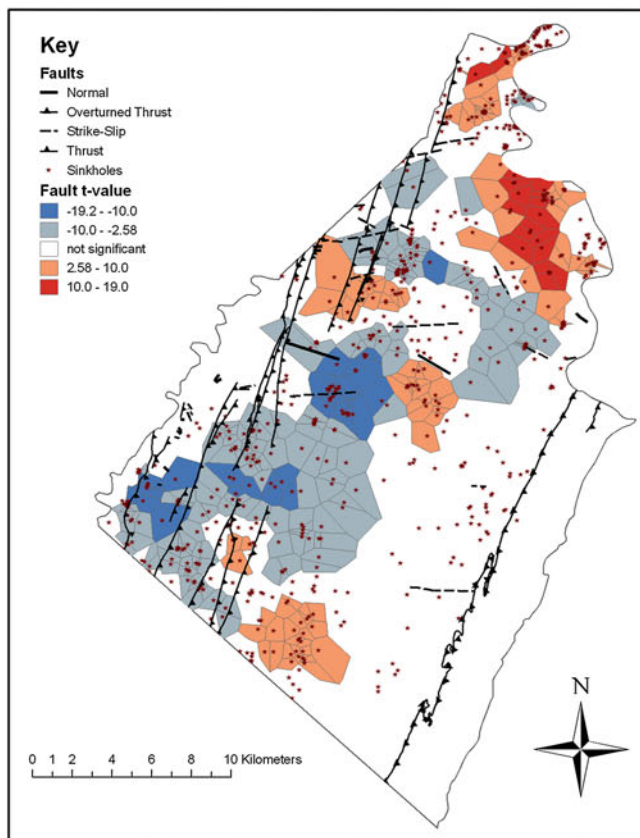 Key
Faults
Normal
Overturned Thrust
Strike-Slip
Thrust
Sinkholes
Fault t-value
-19.2 - -10.0
-10.0 - -2.58
not significant
2.58 - 10.0
10.0 - 19.0
N
0 1 2 4 6 8 10 Kilometers